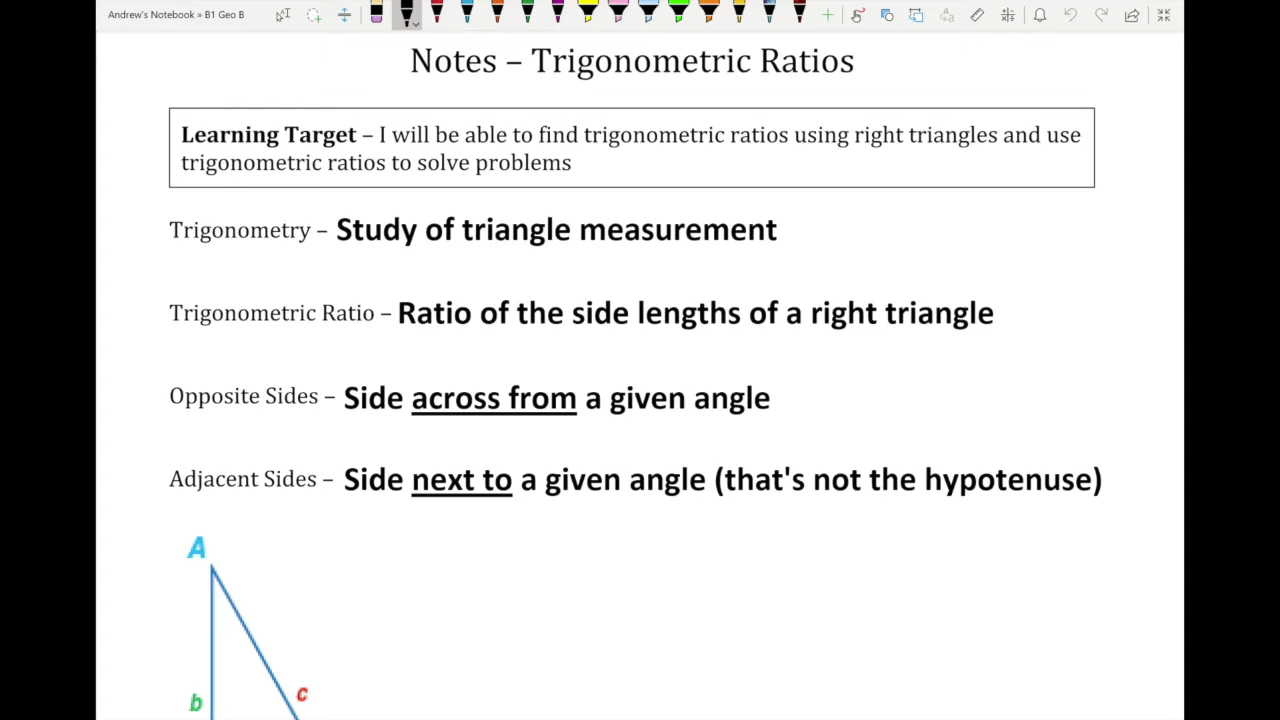 Andrew's Notebook » B1 Geo B
Notes – Trigonometric Ratios
Learning Target – I will be able to find trigonometric ratios using right triangles and use
trigonometric ratios to solve problems
Trigonometry – Study of triangle measurement
Trigonometric Ratio – Ratio of the side lengths of a right triangle
Opposite Sides – Side across from a given angle
Adjacent Sides – Side next to a given angle (that's not the hypotenuse)
A
b
c